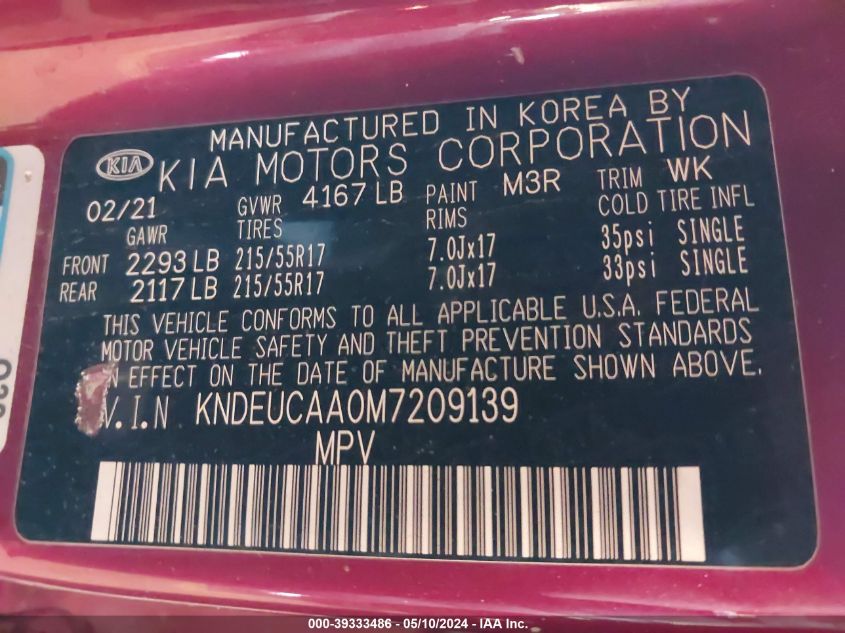 MANUFACTURED IN KOREA BY
KIA KIA MOTORS CORPORATION
02/21 GVWR 4167 LB PAINT M3R TRIM WK
GAWR TIRES RIMS COLD TIRE INFL
FRONT 2293 LB 215/55R17 7.0Jx17 35psi SINGLE
REAR 2117 LB 215/55R17 7.0Jx17 33psi SINGLE
THIS VEHICLE CONFORMS TO ALL APPLICABLE U.S.A. FEDERAL
MOTOR VEHICLE SAFETY AND THEFT PREVENTION STANDARDS
IN EFFECT ON THE DATE OF MANUFACTURE SHOWN ABOVE.
V.I.N KNDEUCAA0M7209139
MPV
000-39333486 - 05/10/2024 - IAA Inc.